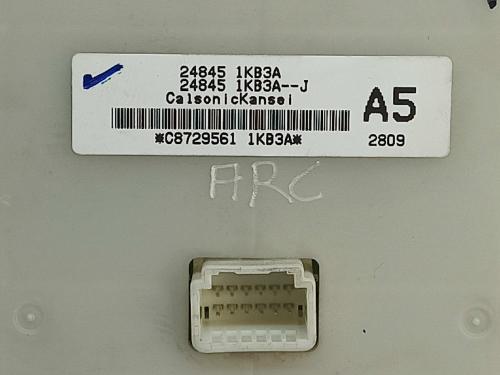 24845 1KB3A
24845 1KB3A--J
CalsonicKansei
A5
*C8729561 1KB3A*
2809
ARC